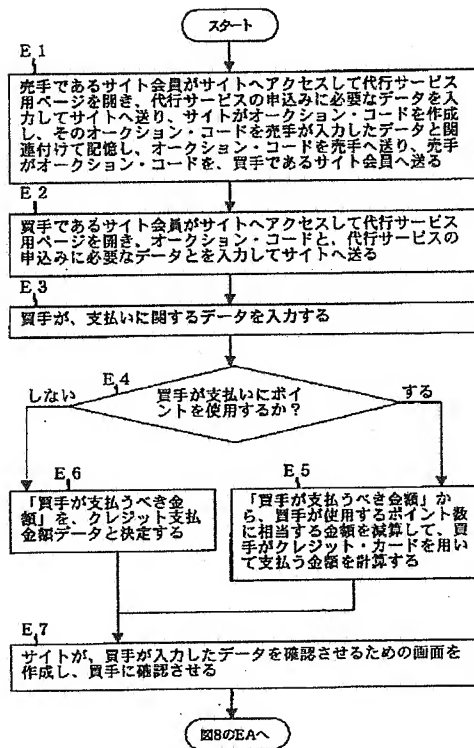 スタート
E1
売手であるサイト会員がサイトへアクセスして代行サービス
用ページを開き、代行サービスの申込みに必要なデータを入
力してサイトへ送り、サイトがオークション・コードを作成
し、そのオークション・コードを売手が入力したデータと関
連付けて記憶し、オークション・コードを売手へ送り、売手
がオークション・コードを、買手であるサイト会員へ送る
E2
買手であるサイト会員がサイトへアクセスして代行サービス
用ページを開き、オークション・コードと、代行サービスの
申込みに必要なデータとを入力してサイトへ送る
E3
買手が、支払いに関するデータを入力する
E4
買手が支払いにポイ
ントを使用するか?
しない
する
E6
「買手が支払うべき金
額」を、クレジット支払
金額データと決定する
E5
「買手が支払うべき金額」か
ら、買手が使用するポイント数
に相当する金額を減算して、買
手がクレジット・カードを用い
て支払う金額を計算する
E7
サイトが、買手が入力したデータを確認させるための画面を
作成し、買手に確認させる
図8のEAへ